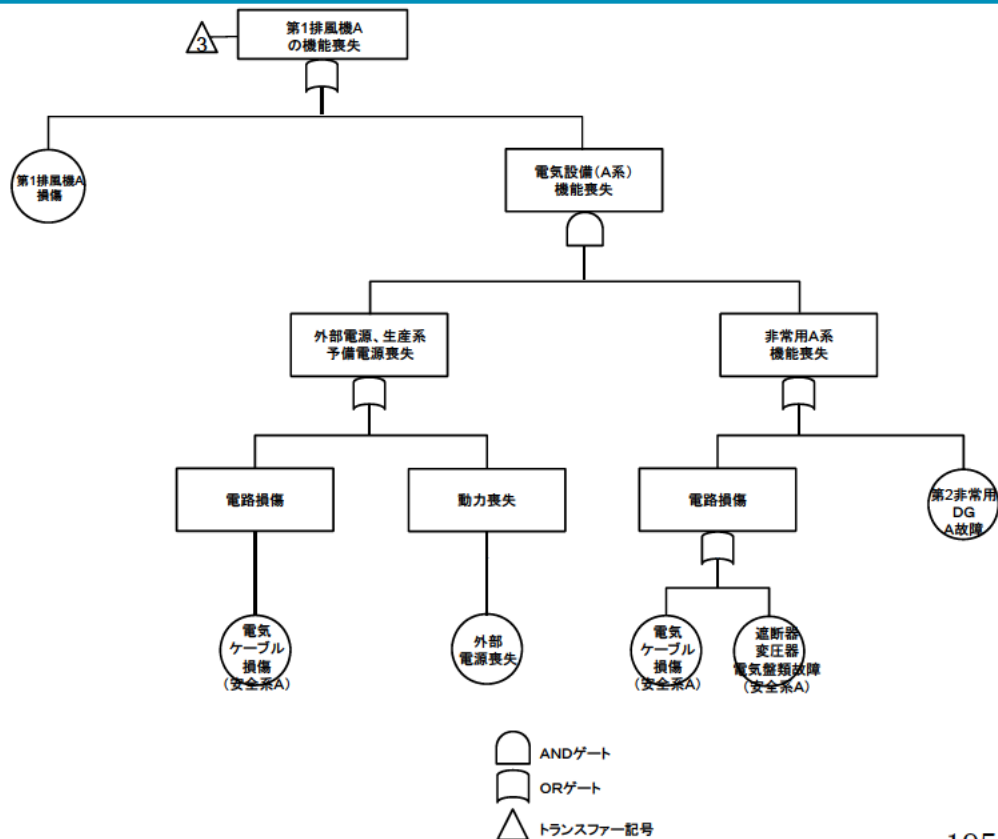 3
第1排風機A
の機能喪失
第1排風機A
損傷
電気設備(A系)
機能喪失
外部電源、生産系
予備電源喪失
非常用A系
機能喪失
電路損傷
動力喪失
電路損傷
第2非常用
DG
A故障
電気
ケーブル
損傷
(安全系A)
外部
電源喪失
電気
ケーブル
損傷
(安全系A)
遮断器
変圧器
電気盤類故障
(安全系A)
ANDゲート
ORゲート
トランスファー記号